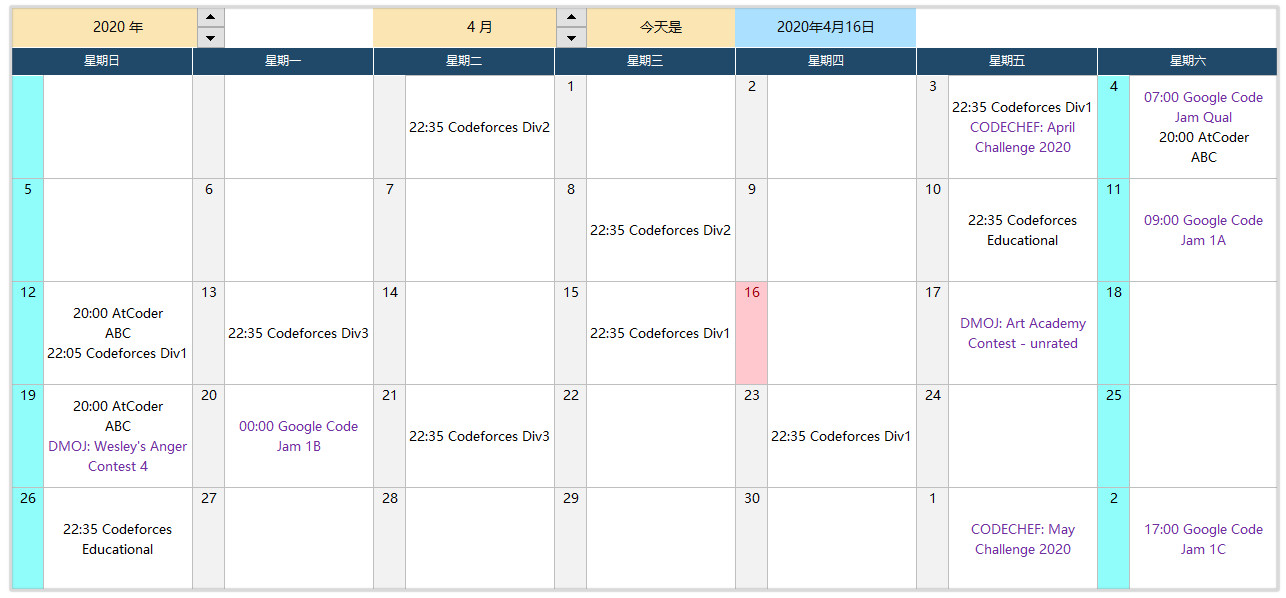 2020 年
4 月
今天是
2020年4月16日
星期日
星期一
星期二
星期三
星期四
星期五
星期六
22:35 Codeforces Div2
1
2
3
22:35 Codeforces Div1
CODECHEF: April
Challenge 2020
4
07:00 Google Code
Jam Qual
20:00 AtCoder
ABC
5
6
7
8
22:35 Codeforces Div2
9
10
22:35 Codeforces
Educational
11
09:00 Google Code
Jam 1A
12
20:00 AtCoder
ABC
22:05 Codeforces Div1
13
22:35 Codeforces Div3
14
15
22:35 Codeforces Div1
16
17
DMOJ: Art Academy
Contest - unrated
18
19
20:00 AtCoder
ABC
DMOJ: Wesley's Anger
Contest 4
20
00:00 Google Code
Jam 1B
21
22:35 Codeforces Div3
22
23
22:35 Codeforces Div1
24
25
26
22:35 Codeforces
Educational
27
28
29
30
1
CODECHEF: May
Challenge 2020
2
17:00 Google Code
Jam 1C